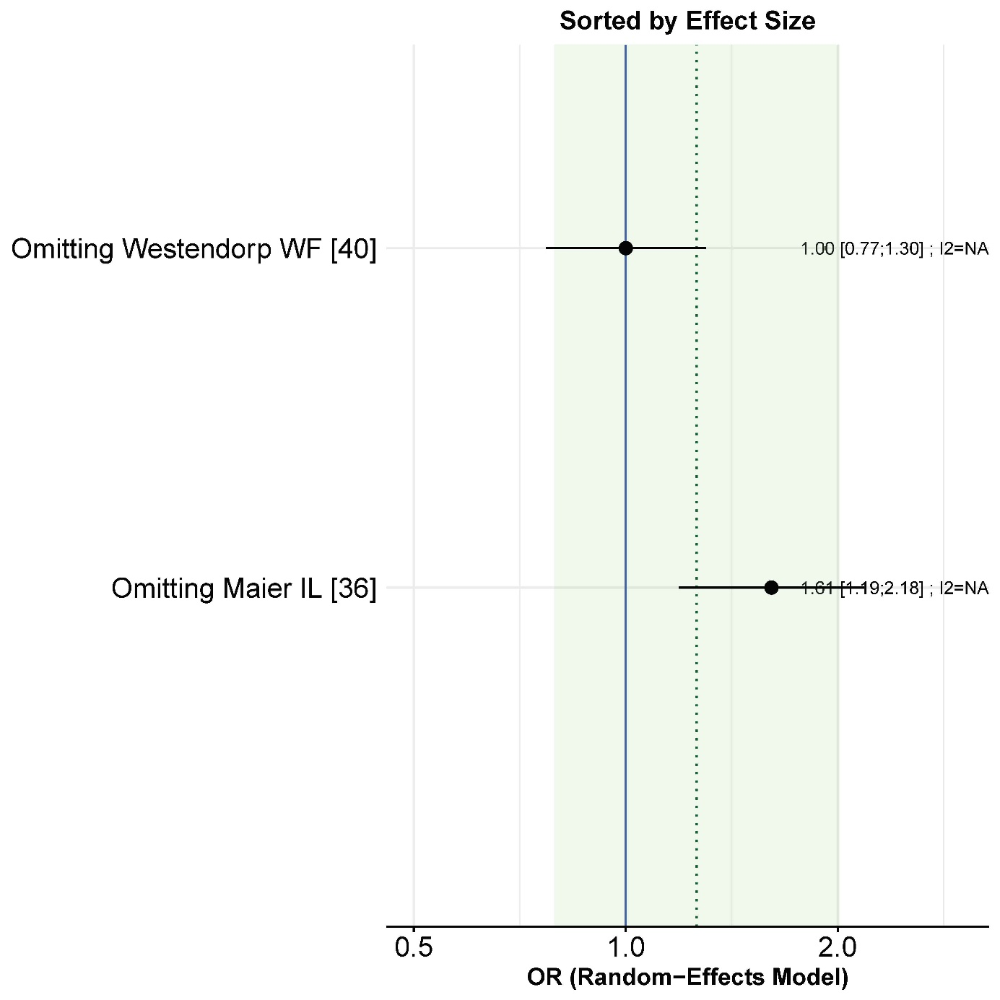 Sorted by Effect Size
Omitting Westendorp WF [40]
1.00 [0.77;1.30] ; I2=NA
Omitting Maier IL [36]
1.61 [1.19;2.18] ; I2=NA
0.5 1.0 2.0
OR (Random−Effects Model)